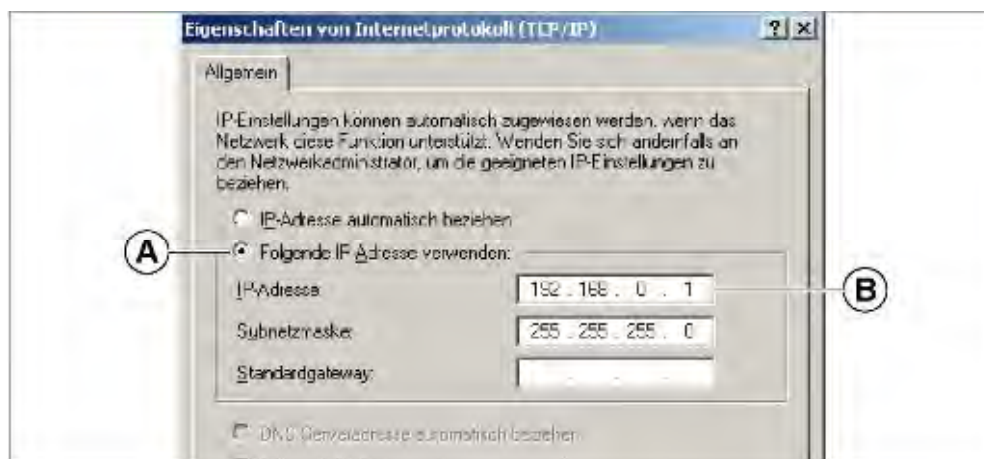 Eigenschaften von Internetprotokoll (TCP/IP)
Allgemein
IP-Einstellungen können automatisch zugewiesen werden, wenn das
Netzwerk diese Funktion unterstützt. Wenden Sie sich andernfalls an
den Netzwerkadministrator, um die geeigneten IP-Einstellungen zu
beziehen.
IP-Adresse automatisch beziehen
A Folgende IP-Adresse verwenden:
IP-Adresse: 192 . 168 . 0 . 1 B
Subnetzmaske: 255 . 255 . 255 . 0
Standardgateway: . . .
DNS-Serveradresse automatisch beziehen